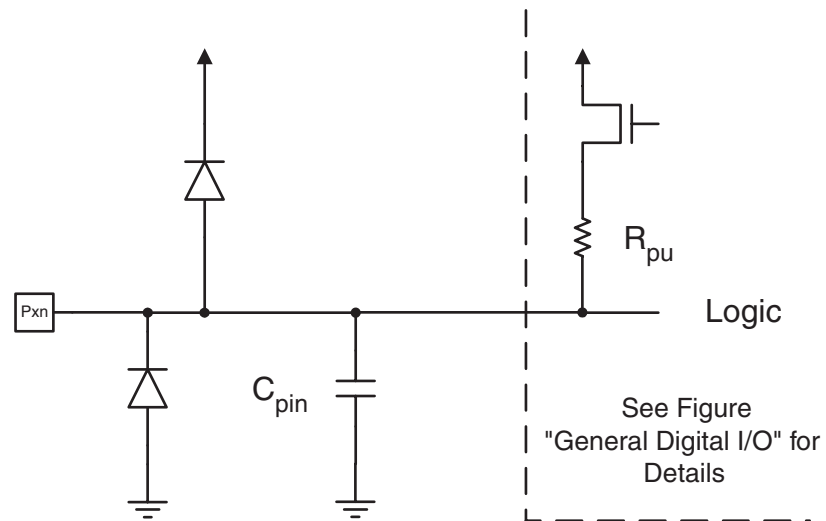 R_pu
Pxn
Logic
C_pin
See Figure
"General Digital I/O" for
Details